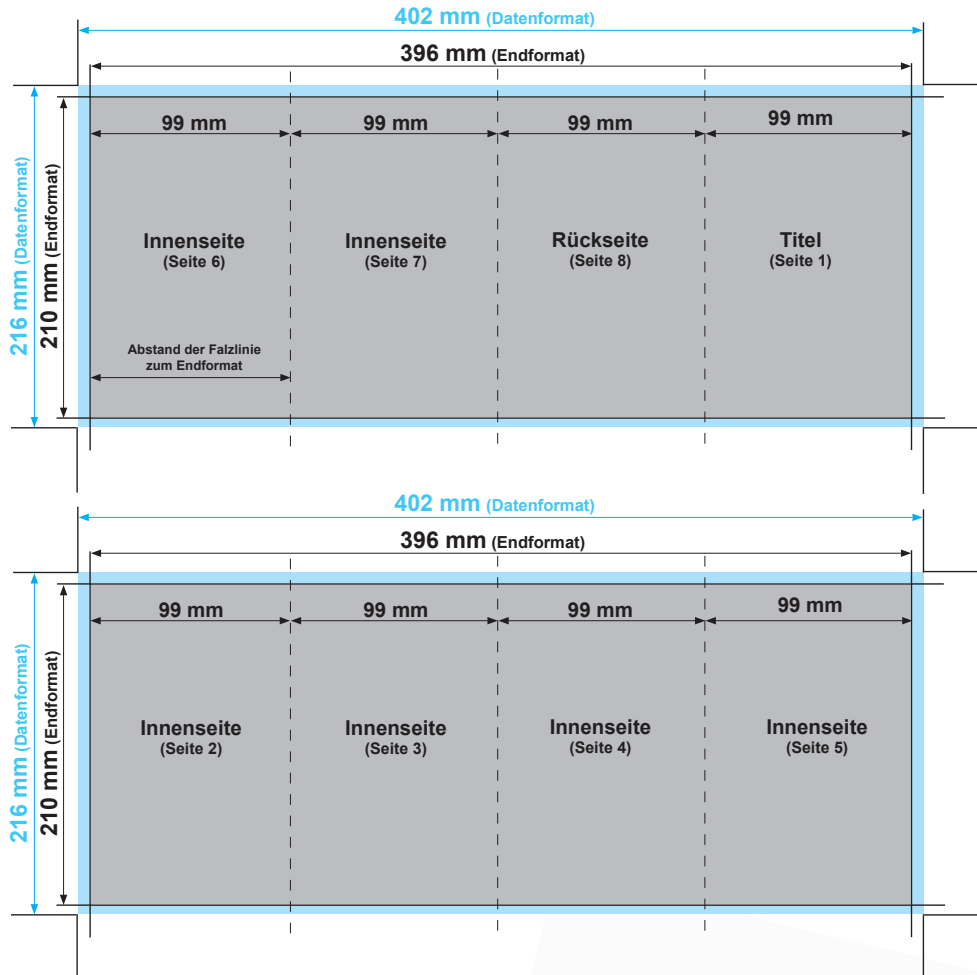 402 mm (Datenformat)
396 mm (Endformat)
99 mm 99 mm 99 mm 99 mm
216 mm (Datenformat)
210 mm (Endformat)
Innenseite Innenseite Rückseite Titel
(Seite 6) (Seite 7) (Seite 8) (Seite 1)
Abstand der Falzlinie
zum Endformat
402 mm (Datenformat)
396 mm (Endformat)
99 mm 99 mm 99 mm 99 mm
216 mm (Datenformat)
210 mm (Endformat)
Innenseite Innenseite Innenseite Innenseite
(Seite 2) (Seite 3) (Seite 4) (Seite 5)